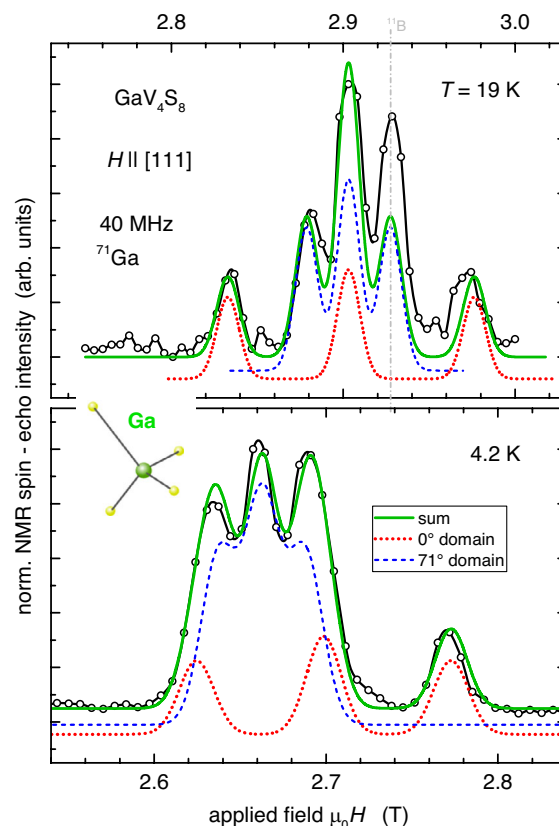 2.8 2.9 3.0
¹¹B
GaV₄S₈
T = 19 K
H || [111]
40 MHz
⁷¹Ga
norm. NMR spin - echo intensity (arb. units)
Ga
4.2 K
sum
0° domain
71° domain
2.6 2.7 2.8
applied field μ₀H (T)